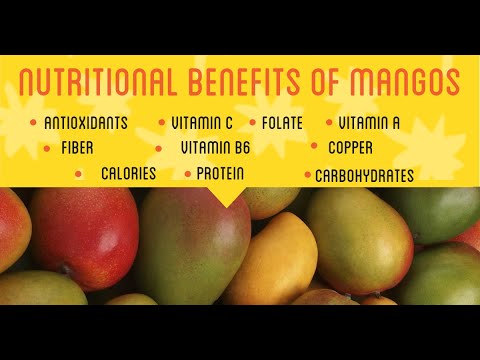 NUTRITIONAL BENEFITS OF MANGOS
• ANTIOXIDANTS • VITAMIN C • FOLATE • VITAMIN A
• FIBER VITAMIN B6 • COPPER
• CALORIES • PROTEIN • CARBOHYDRATES